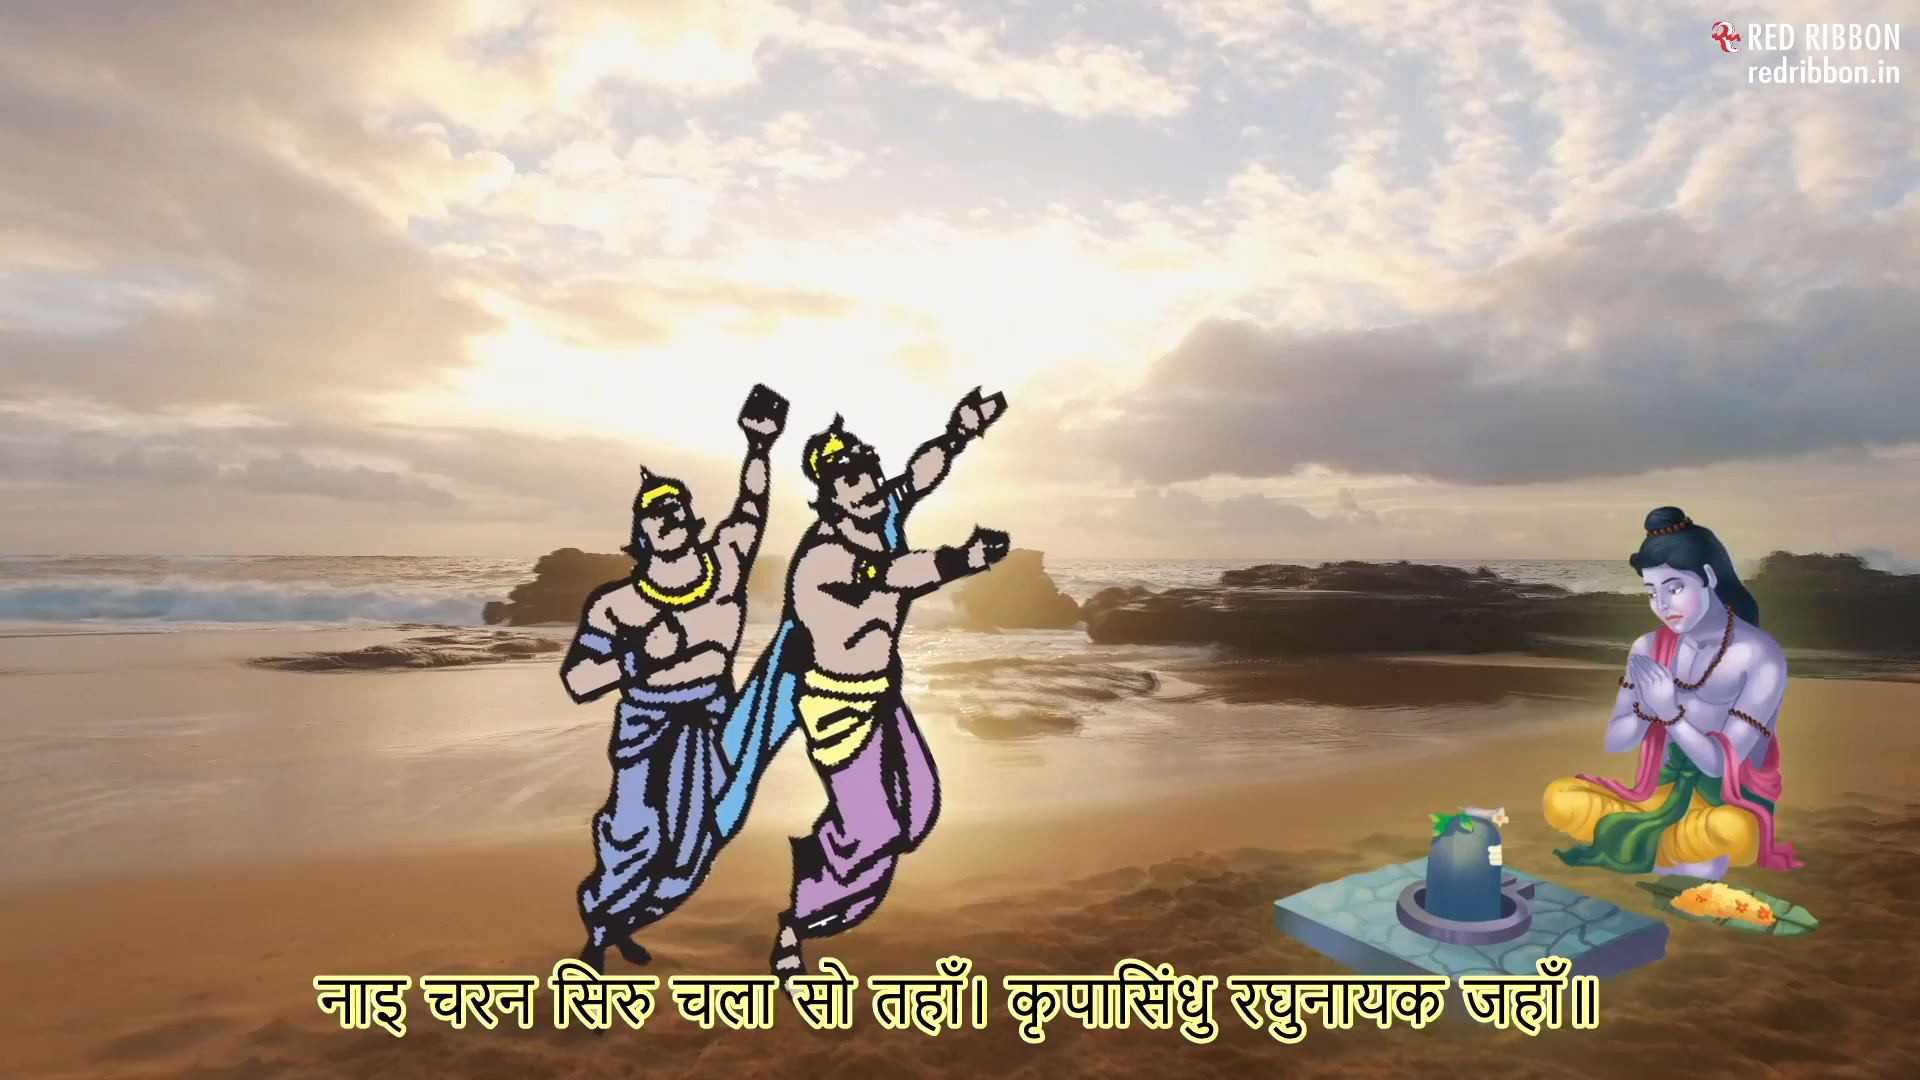 RED RIBBON
redribbon.in
नाइ चरन सिरु चला सो तहाँ। कृपासिंधु रघुनायक जहाँ॥